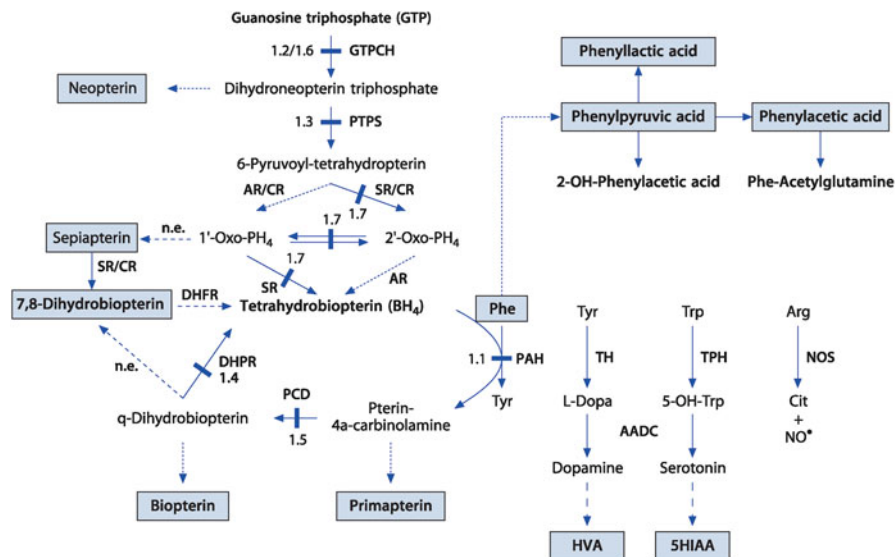 Guanosine triphosphate (GTP)
1.2/1.6 GTPCH
Phenyllactic acid
Neopterin
Dihydroneopterin triphosphate
Phenylpyruvic acid
Phenylacetic acid
1.3 PTPS
6-Pyruvoyl-tetrahydropterin
2-OH-Phenylacetic acid
Phe-Acetylglutamine
AR/CR
SR/CR
1.7
Sepiapterin
n.e.
1'-Oxo-PH4
1.7
2'-Oxo-PH4
SR/CR
1.7
SR
AR
7,8-Dihydrobiopterin
DHFR
Tetrahydrobiopterin (BH4)
Phe
Tyr
Trp
Arg
n.e.
DHPR
1.4
1.1
PAH
TH
TPH
NOS
q-Dihydrobiopterin
PCD
1.5
Pterin-
4a-carbinolamine
Tyr
L-Dopa
5-OH-Trp
Cit
+
NO•
AADC
Dopamine
Serotonin
Biopterin
Primapterin
HVA
5HIAA